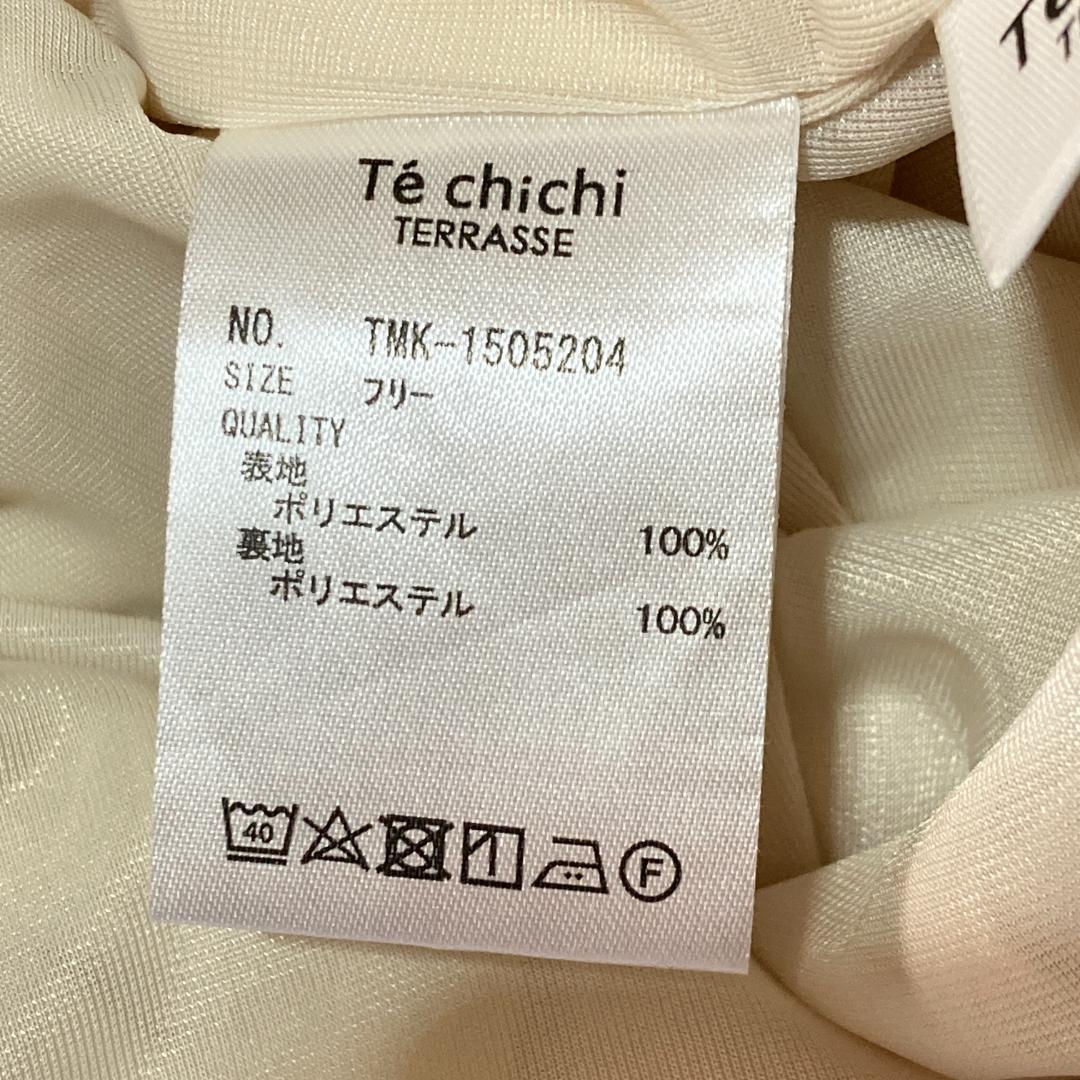 Té chichi
TERRASSE
NO. TMK-1505204
SIZE フリー
QUALITY
表地
ポリエステル 100%
裏地
ポリエステル 100%
40
F